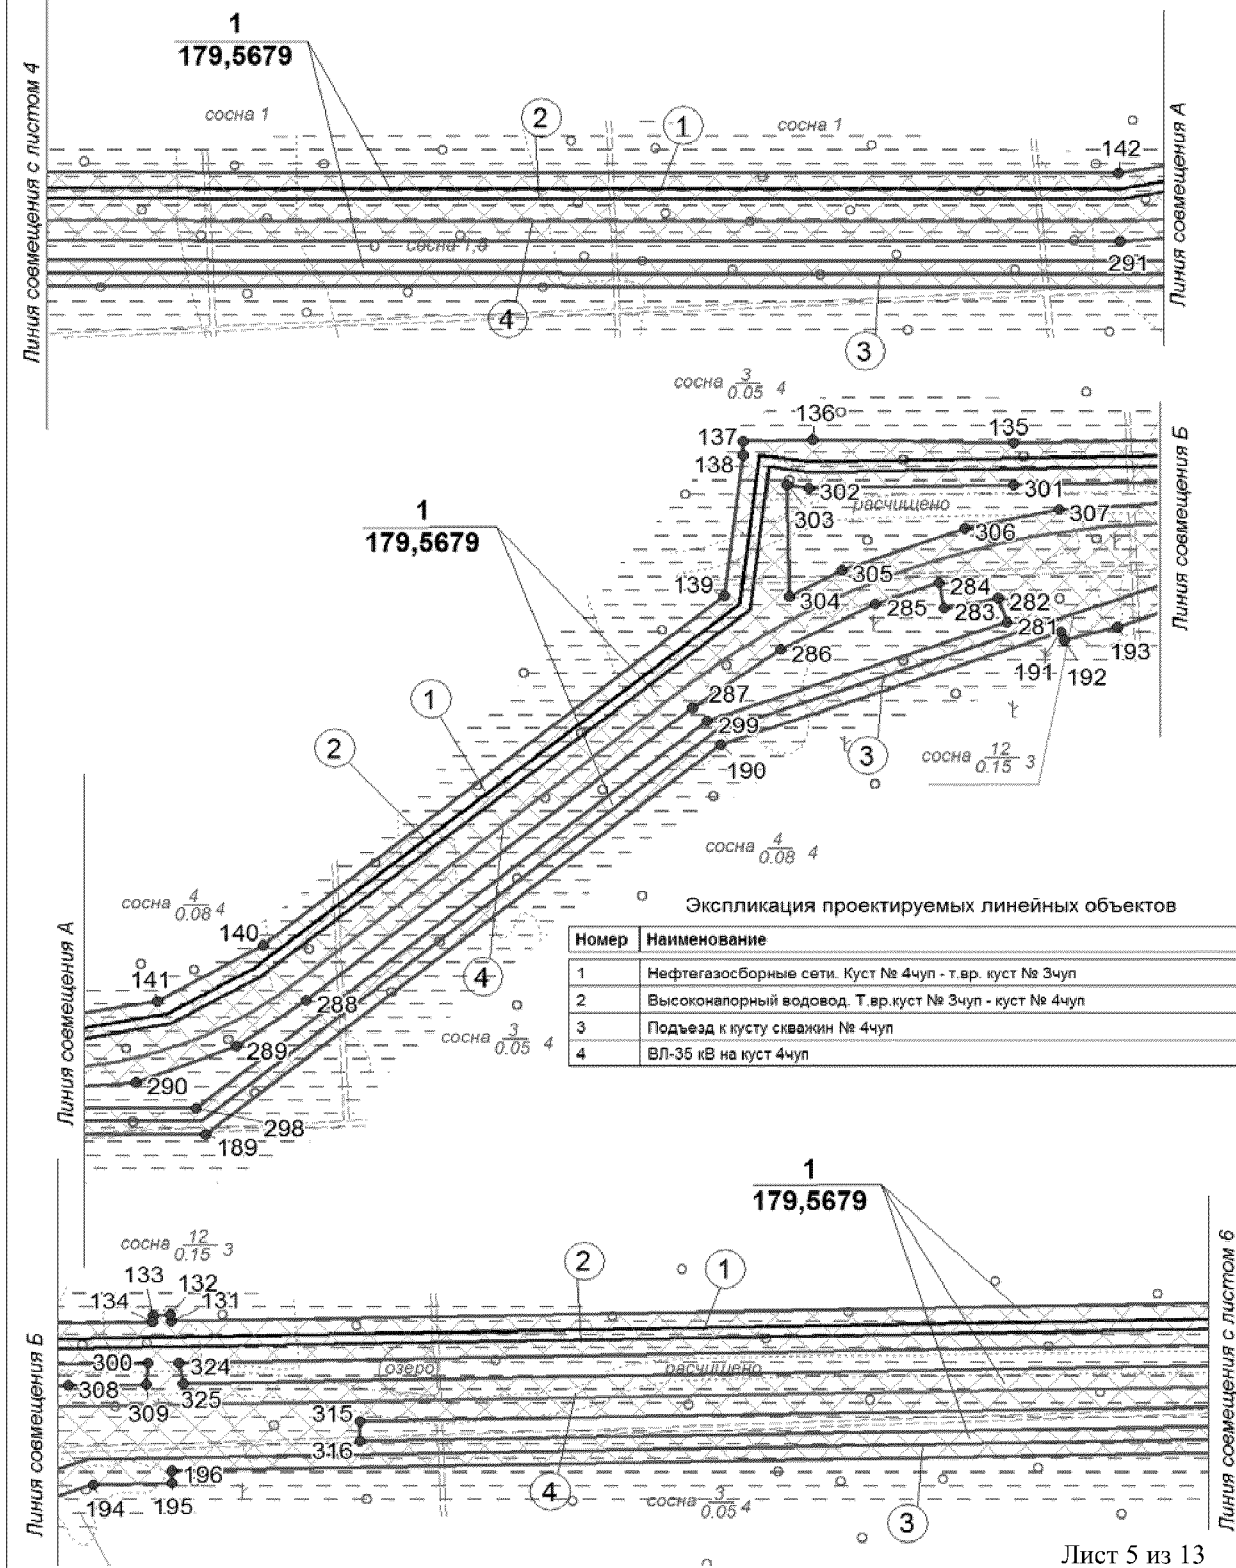 1
179,5679
Линия совмещения с листом 4
сосна 1
2
1
сосна 1
142
Линия совмещения А
сосна 1,8
291
4
3
сосна 3/0.05 4
136
135
137
138
302
301
расчищено
303
307
306
Линия совмещения Б
1
179,5679
139
305
304
284
285
282
283
281
286
193
191
192
287
1
299
2
190
3
сосна 12/0.15 3
сосна 4/0.08 4
сосна 4/0.08 4
140
Линия совмещения А
141
4
288
сосна 3/0.05 4
289
290
298
189
Экспликация проектируемых линейных объектов
Номер Наименование
1 Нефтегазосборные сети. Куст № 4чуп - т.вр. куст № 3чуп
2 Высоконапорный водовод. Т.вр.куст № 3чуп - куст № 4чуп
3 Подъезд к кусту скважин № 4чуп
4 ВЛ-35 кВ на куст 4чуп
1
179,5679
сосна 12/0.15 3
2
1
133
132
134
131
Линия совмещения Б
300
324
озеро
расчищено
308
325
309
315
316
196
194
195
4
сосна 3/0.05 4
3
Линия совмещения с листом 6
Лист 5 из 13